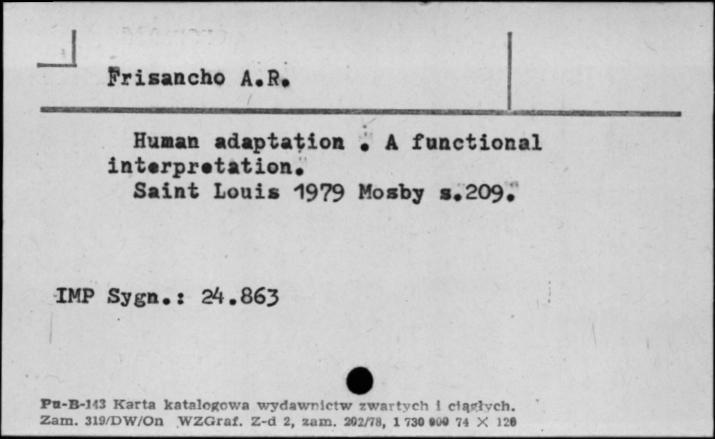 Frisancho A.R.
Human adaptation . A functional
interpretation.
Saint Louis 1979 Mosby s.209.
IMP Sygn.: 24.863
Pu-B-143 Karta katalogowa wydawnictw zwartych i ciągłych.
Zam. 319/DW/On WZGraf. Z-d 2, zam. 202/78, 1 730 000 74 X 120